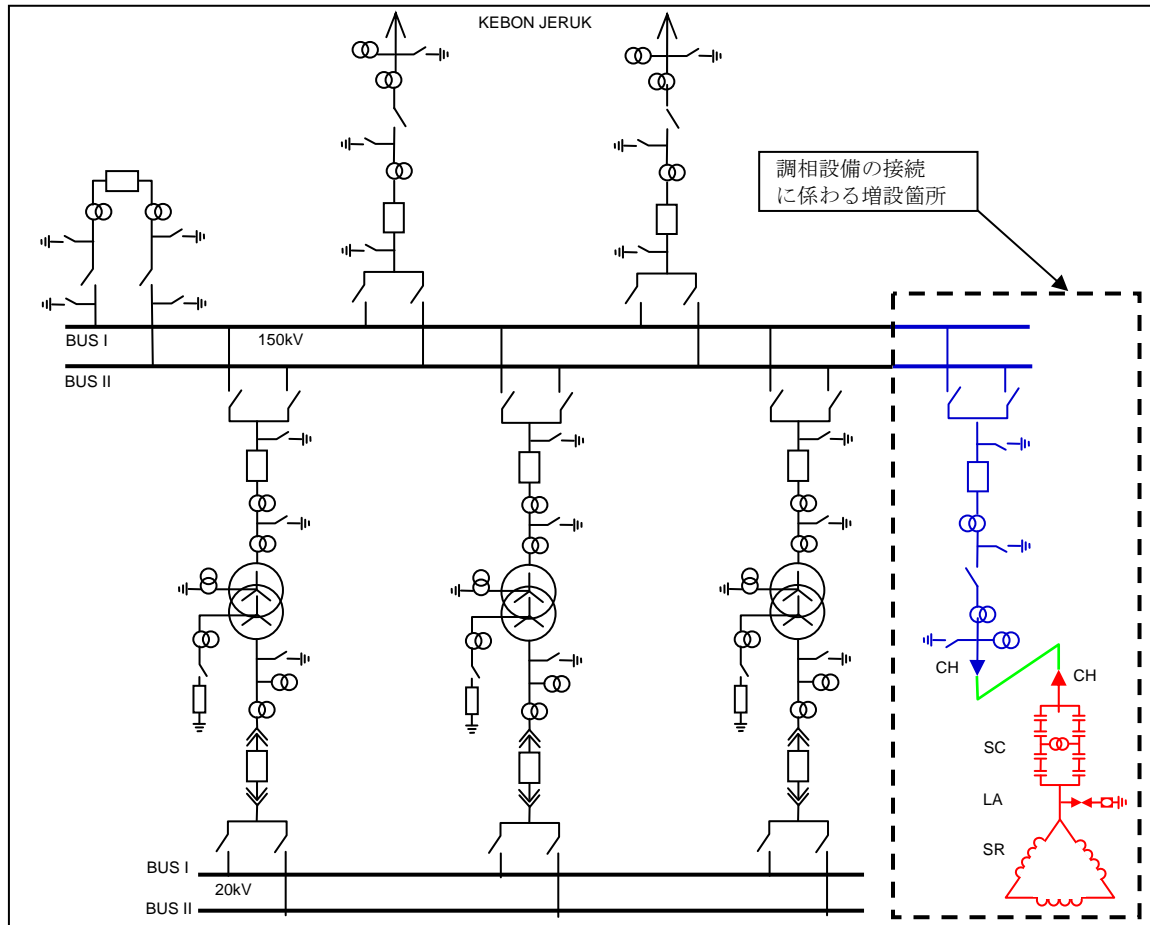 KEBON JERUK
調相設備の接続
に係わる増設箇所
BUS I
150kV
BUS II
CH
CH
SC
LA
SR
BUS I
20kV
BUS II